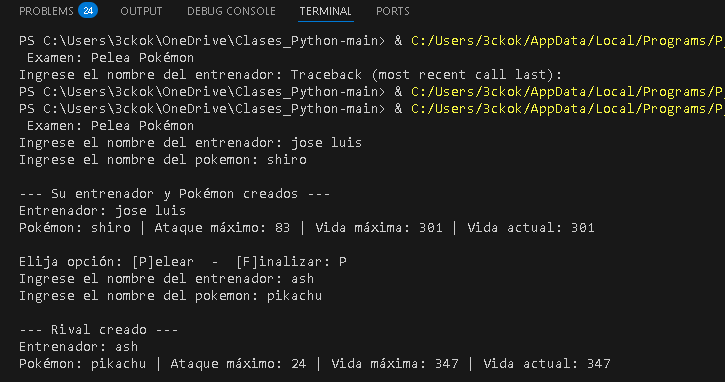 PROBLEMS 24 OUTPUT DEBUG CONSOLE TERMINAL PORTS
PS C:\Users\3ckok\OneDrive\Clases_Python-main> & C:/Users/3ckok/AppData/Local/Programs/P
Examen: Pelea Pokémon
Ingrese el nombre del entrenador: Traceback (most recent call last):
PS C:\Users\3ckok\OneDrive\Clases_Python-main> & C:/Users/3ckok/AppData/Local/Programs/P
PS C:\Users\3ckok\OneDrive\Clases_Python-main> & C:/Users/3ckok/AppData/Local/Programs/P
Examen: Pelea Pokémon
Ingrese el nombre del entrenador: jose luis
Ingrese el nombre del pokemon: shiro
--- Su entrenador y Pokémon creados ---
Entrenador: jose luis
Pokémon: shiro | Ataque máximo: 83 | Vida máxima: 301 | Vida actual: 301
Elija opción: [P]elear - [F]inalizar: P
Ingrese el nombre del entrenador: ash
Ingrese el nombre del pokemon: pikachu
--- Rival creado ---
Entrenador: ash
Pokémon: pikachu | Ataque máximo: 24 | Vida máxima: 347 | Vida actual: 347